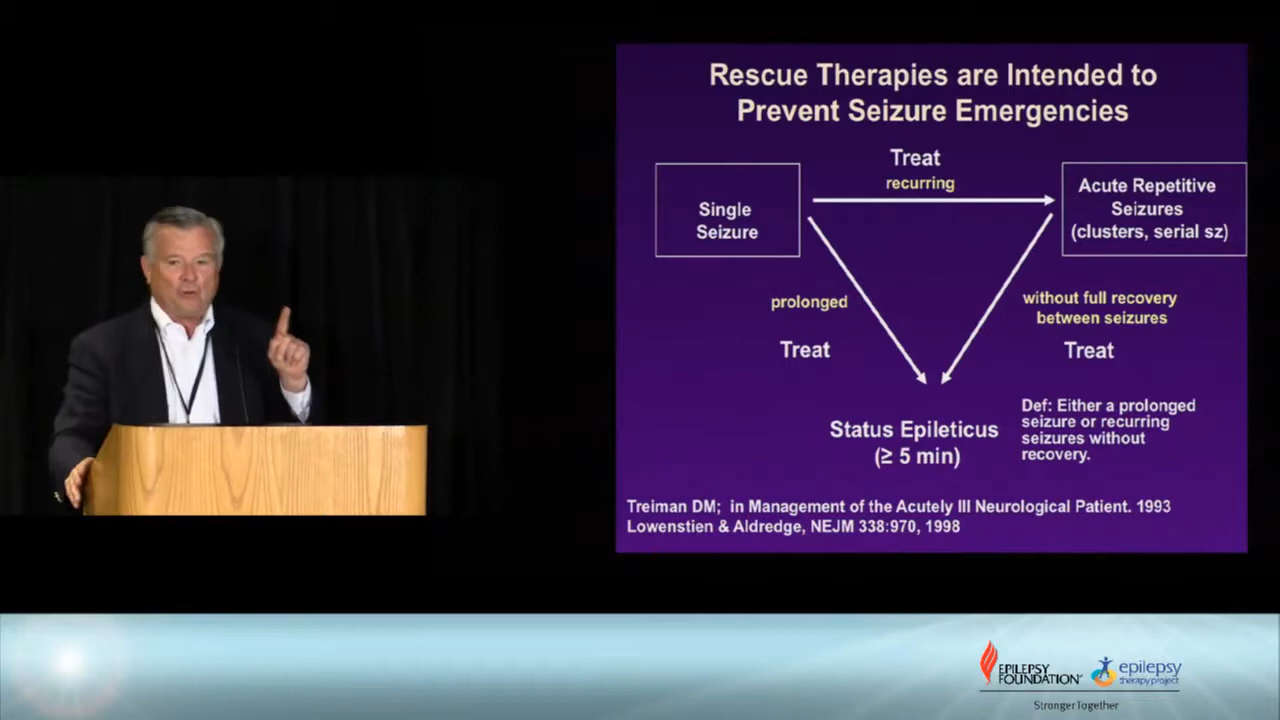 Rescue Therapies are Intended to
Prevent Seizure Emergencies
Treat
recurring
Single
Seizure
Acute Repetitive
Seizures
(clusters, serial sz)
prolonged
Treat
without full recovery
between seizures
Treat
Status Epileticus
(≥ 5 min)
Def: Either a prolonged
seizure or recurring
seizures without
recovery.
Treiman DM; in Management of the Acutely Ill Neurological Patient. 1993
Lowenstien & Aldredge, NEJM 338:970, 1998
EPILEPSY
FOUNDATION
epilepsy
therapy project
StrongerTogether